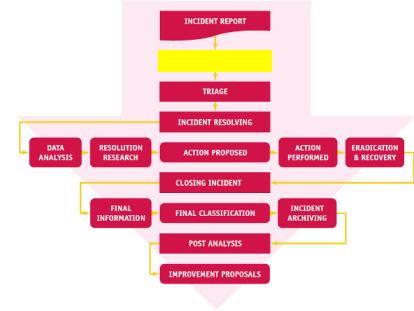 INCIDENT REPORT
TRIAGE
INCIDENT RESOLVING
DATA
ANALYSIS
RESOLUTION
RESEARCH
ACTION PROPOSED
ACTION
PERFORMED
ERADICATION
& RECOVERY
CLOSING INCIDENT
FINAL
INFORMATION
FINAL CLASSIFICATION
INCIDENT
ARCHIVING
POST ANALYSIS
IMPROVEMENT PROPOSALS